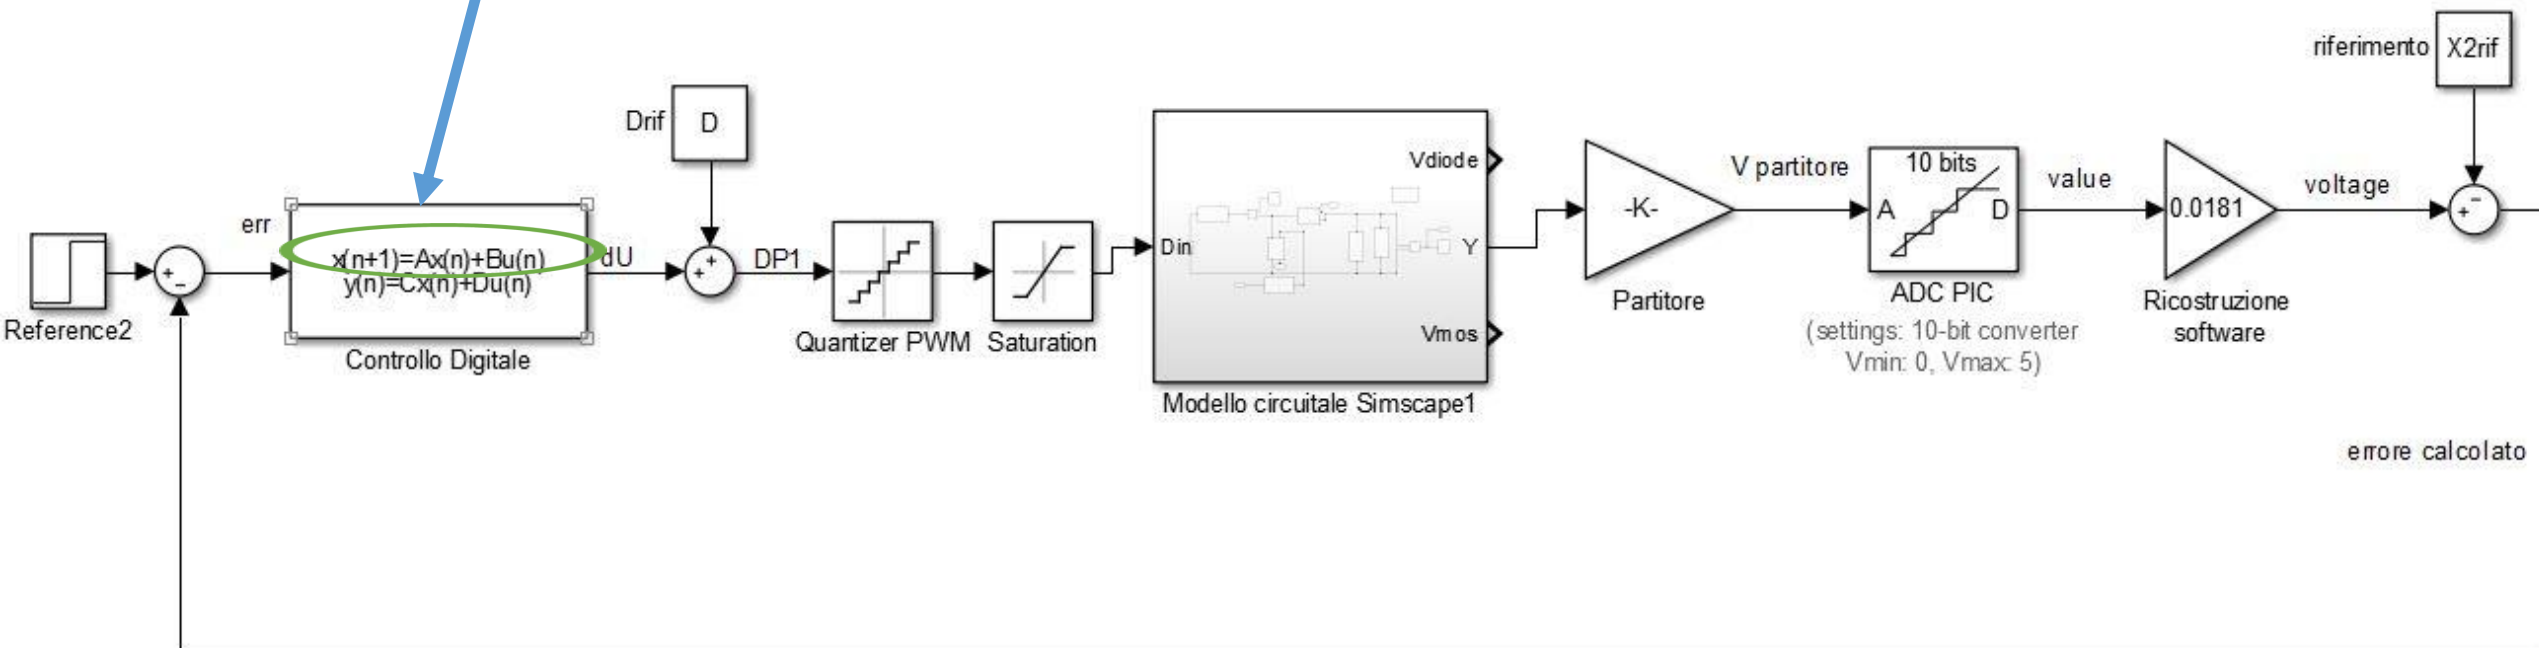 Reference2
err
x(n+1)=Ax(n)+Bu(n)
y(n)=Cx(n)+Du(n)
Controllo Digitale
dU
Drif
D
DP1
Quantizer PWM
Saturation
Din
Vdiode
Y
Vmos
Modello circuitale Simscape1
-K-
Partitore
V partitore
10 bits
A
D
ADC PIC
(settings: 10-bit converter
Vmin: 0, Vmax: 5)
value
0.0181
Ricostruzione
software
voltage
riferimento
X2rif
errore calcolato